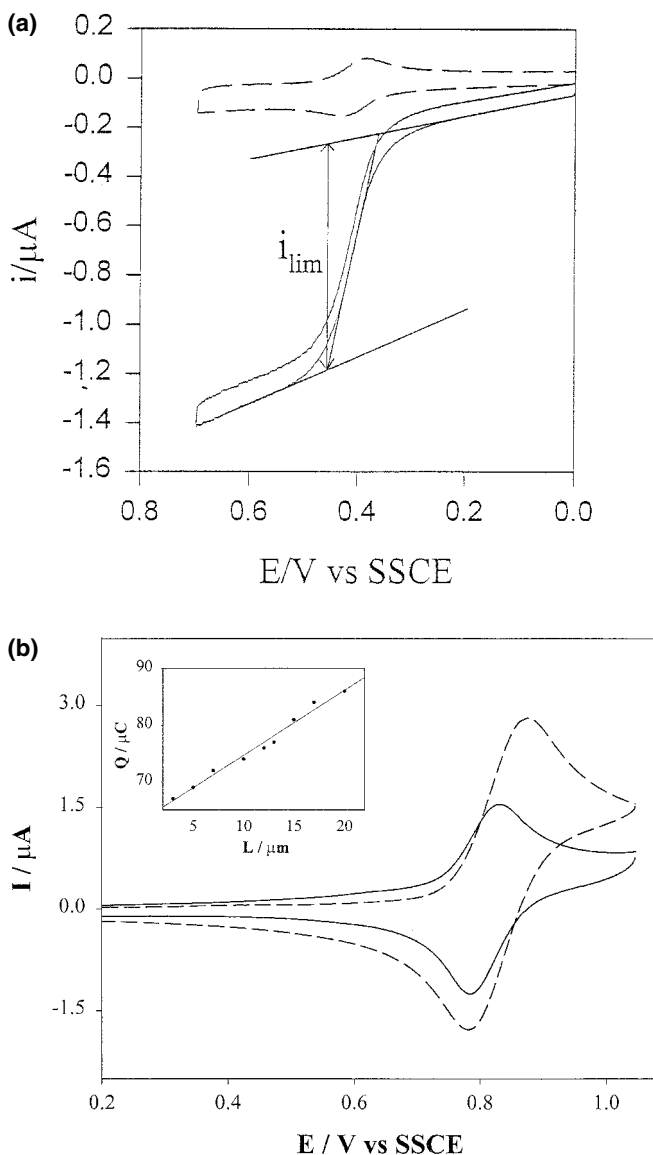 (a)
0.2
0.0
-0.2
-0.4
-0.6
-0.8
-1.0
-1.2
-1.4
-1.6
i/μA
i_lim
0.8 0.6 0.4 0.2 0.0
E/V vs SSCE
(b)
90
80
70
Q / μC
5 10 15 20
L / μm
3.0
1.5
0.0
-1.5
I / μA
0.2 0.4 0.6 0.8 1.0
E / V vs SSCE